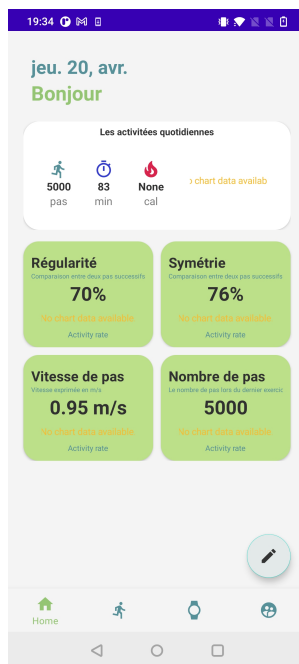 19:34
jeu. 20, avr.
Bonjour
Les activitées quotidiennes
5000 83 None
pas min cal
chart data availab
Régularité Symétrie
Comparaison entre deux pas successifs Comparaison entre deux pas successifs
70% 76%
No chart data available. No chart data available.
Activity rate Activity rate
Vitesse de pas Nombre de pas
Vitesse exprimée en m/s Le nombre de pas lors du dernier exercic
0.95 m/s 5000
No chart data available. No chart data available.
Activity rate Activity rate
Home